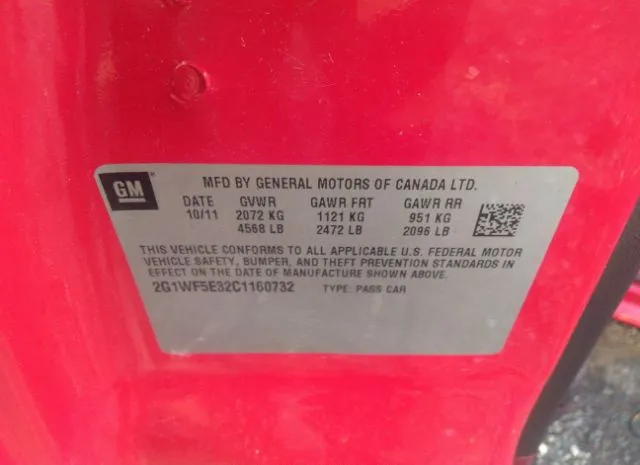 GM
MFD BY GENERAL MOTORS OF CANADA LTD.
DATE GVWR GAWR FRT GAWR RR
10/11 2072 KG 1121 KG 951 KG
4568 LB 2472 LB 2096 LB
THIS VEHICLE CONFORMS TO ALL APPLICABLE U.S. FEDERAL MOTOR
VEHICLE SAFETY, BUMPER, AND THEFT PREVENTION STANDARDS IN
EFFECT ON THE DATE OF MANUFACTURE SHOWN ABOVE.
2G1WF5E32C1160732 TYPE: PASS CAR